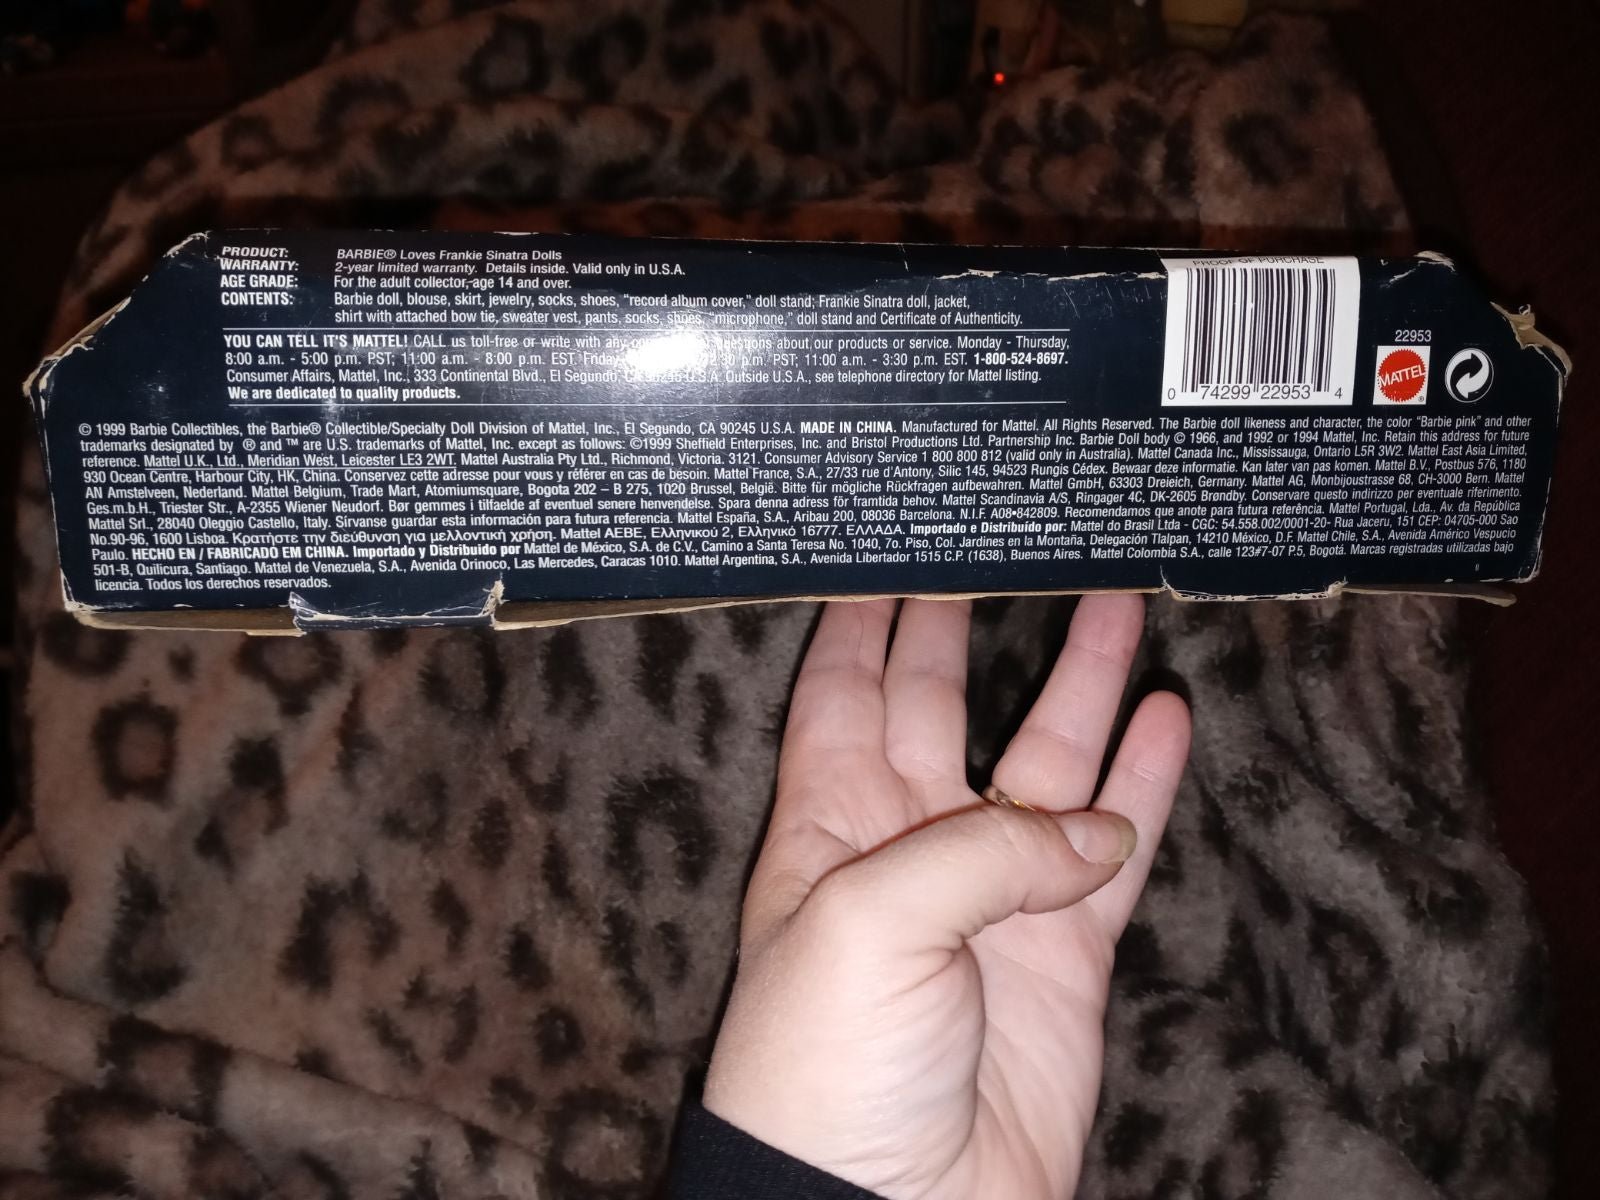 PRODUCT: BARBIE® Loves Frankie Sinatra Dolls
WARRANTY: 2-year limited warranty. Details inside. Valid only in U.S.A.
AGE GRADE: For the adult collector, age 14 and over.
CONTENTS: Barbie doll, blouse, skirt, jewelry, socks, shoes, "record album cover," doll stand; Frankie Sinatra doll, jacket,
shirt with attached bow tie, sweater vest, pants, socks, shoes, "microphone," doll stand and Certificate of Authenticity.
YOU CAN TELL IT'S MATTEL! CALL us toll-free or write with any questions about our products or service. Monday - Thursday,
8:00 a.m. - 5:00 p.m. PST; 11:00 a.m. - 8:00 p.m. EST. Friday p.m. PST; 11:00 a.m. - 3:30 p.m. EST. 1-800-524-8697.
Consumer Affairs, Mattel, Inc., 333 Continental Blvd., El Segundo, CA 90245 U.S.A. Outside U.S.A., see telephone directory for Mattel listing.
We are dedicated to quality products.
PROOF OF PURCHASE
0 74299 22953 4
22953
MATTEL
®
© 1999 Barbie Collectibles, the Barbie® Collectible/Specialty Doll Division of Mattel, Inc., El Segundo, CA 90245 U.S.A. MADE IN CHINA. Manufactured for Mattel. All Rights Reserved. The Barbie doll likeness and character, the color "Barbie pink" and other
trademarks designated by ® and ™ are U.S. trademarks of Mattel, Inc. except as follows: ©1999 Sheffield Enterprises, Inc. and Bristol Productions Ltd. Partnership Inc. Barbie Doll body © 1966, and 1992 or 1994 Mattel, Inc. Retain this address for future
reference. Mattel U.K., Ltd., Meridian West, Leicester LE3 2WT. Mattel Australia Pty Ltd., Richmond, Victoria. 3121. Consumer Advisory Service 1 800 800 812 (valid only in Australia). Mattel Canada Inc., Mississauga, Ontario L5R 3W2. Mattel East Asia Limited,
930 Ocean Centre, Harbour City, HK, China. Conservez cette adresse pour vous y référer en cas de besoin. Mattel France, S.A., 27/33 rue d'Antony, Silic 145, 94523 Rungis Cédex. Bewaar deze informatie. Kan later van pas komen. Mattel B.V., Postbus 576, 1180
AN Amstelveen, Nederland. Mattel Belgium, Trade Mart, Atomiumsquare, Bogota 202 – B 275, 1020 Brussel, België. Bitte für mögliche Rückfragen aufbewahren. Mattel GmbH, 63303 Dreieich, Germany. Mattel AG, Monbijoustrasse 68, CH-3000 Bern. Mattel
Ges.m.b.H., Triester Str., A-2355 Wiener Neudorf. Bør gemmes i tilfaelde af eventuel senere henvendelse. Spara denna adress för framtida behov. Mattel Scandinavia A/S, Ringager 4C, DK-2605 Brøndby. Conservare questo indirizzo per eventuale riferimento.
Mattel Srl., 28040 Oleggio Castello, Italy. Sírvanse guardar esta información para futura referencia. Mattel España, S.A., Aribau 200, 08036 Barcelona. N.I.F. A08•842809. Recomendamos que anote para futura referência. Mattel Portugal, Lda., Av. da República
No.90-96, 1600 Lisboa. Κρατήστε την διεύθυνση για μελλοντική χρήση. Mattel AEBE, Ελληνικού 2, Ελληνικό 16777. ΕΛΛΑΔΑ. Importado e Distribuído por: Mattel do Brasil Ltda - CGC: 54.558.002/0001-20- Rua Jaceru, 151 CEP: 04705-000 Sao
Paulo. HECHO EN / FABRICADO EM CHINA. Importado y Distribuido por Mattel de México, S.A. de C.V., Camino a Santa Teresa No. 1040, 7o. Piso, Col. Jardines en la Montaña, Delegación Tlalpan, 14210 México, D.F. Mattel Chile, S.A., Avenida Américo Vespucio
501-B, Quilicura, Santiago. Mattel de Venezuela, S.A., Avenida Orinoco, Las Mercedes, Caracas 1010. Mattel Argentina, S.A., Avenida Libertador 1515 C.P. (1638), Buenos Aires. Mattel Colombia S.A., calle 123#7-07 P.5, Bogotá. Marcas registradas utilizadas bajo
licencia. Todos los derechos reservados.